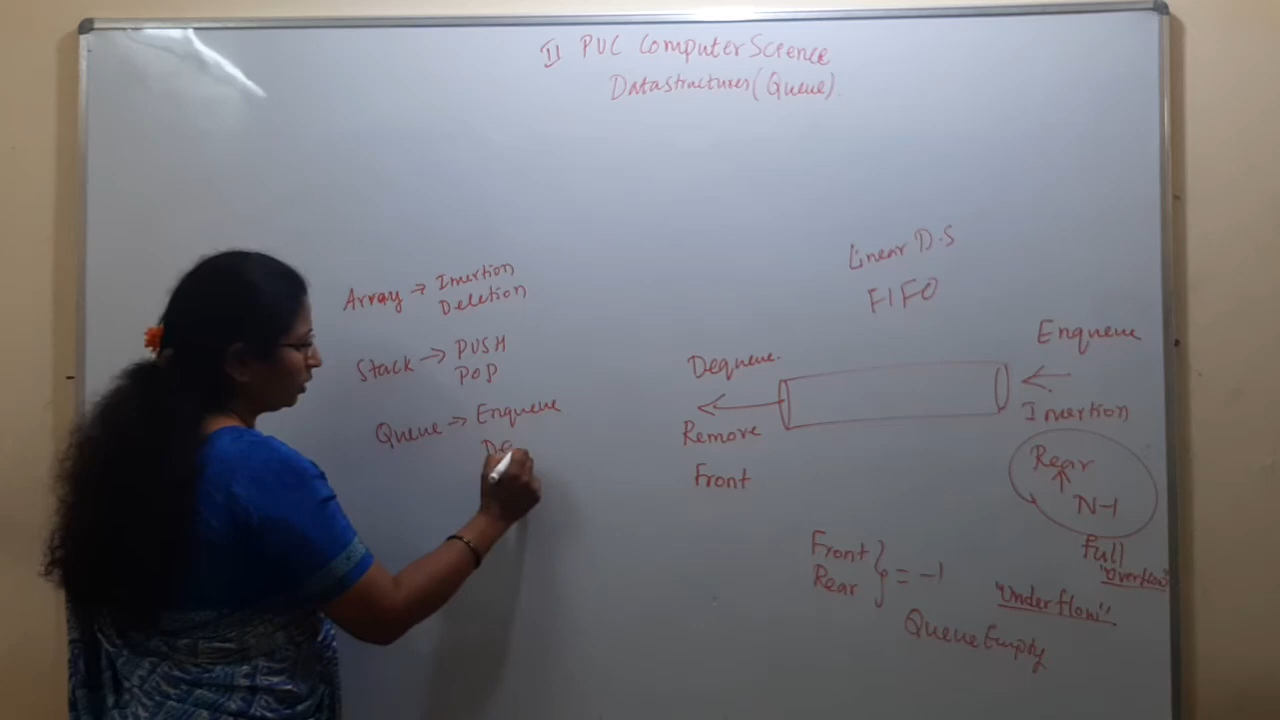 II PUC Computer Science
Datastructures (Queue).
Array → Insertion
Deletion
Stack → PUSH
POP
Queue → Enqueue
De
Linear D.S
FIFO
Enqueue
Dequeue.
Insertion
Remove
Front
Rear
N-1
Full
"Overflow"
Front
Rear } = -1
"Underflow"
Queue Empty